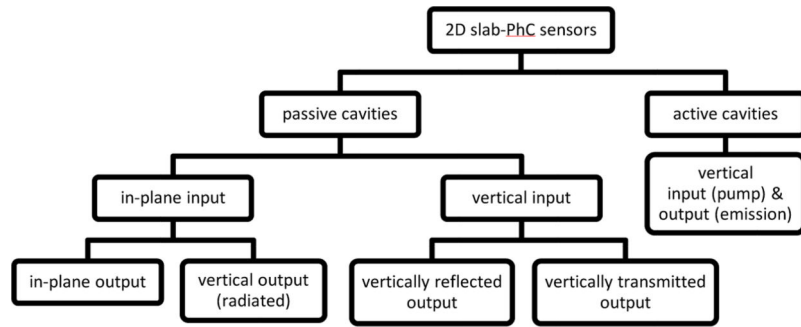 2D slab-PhC sensors
passive cavities
active cavities
in-plane input
vertical input
vertical
input (pump) &
output (emission)
in-plane output
vertical output
(radiated)
vertically reflected
output
vertically transmitted
output